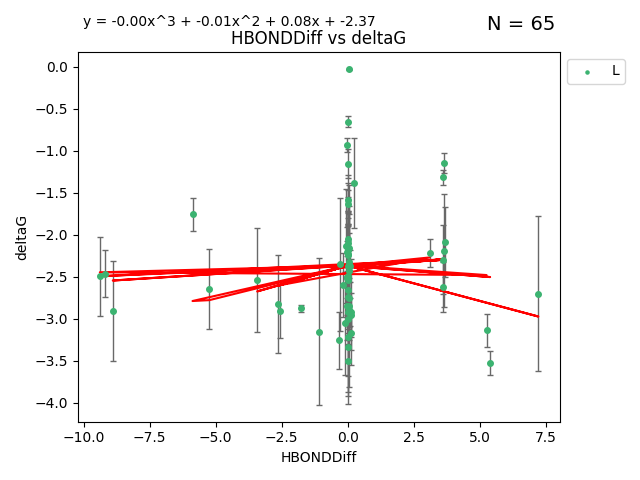 y = -0.00x^3 + -0.01x^2 + 0.08x + -2.37
N = 65
HBONDDiff vs deltaG
L
0.0
−0.5
−1.0
−1.5
−2.0
−2.5
−3.0
−3.5
−4.0
deltaG
−10.0 −7.5 −5.0 −2.5 0.0 2.5 5.0 7.5
HBONDDiff